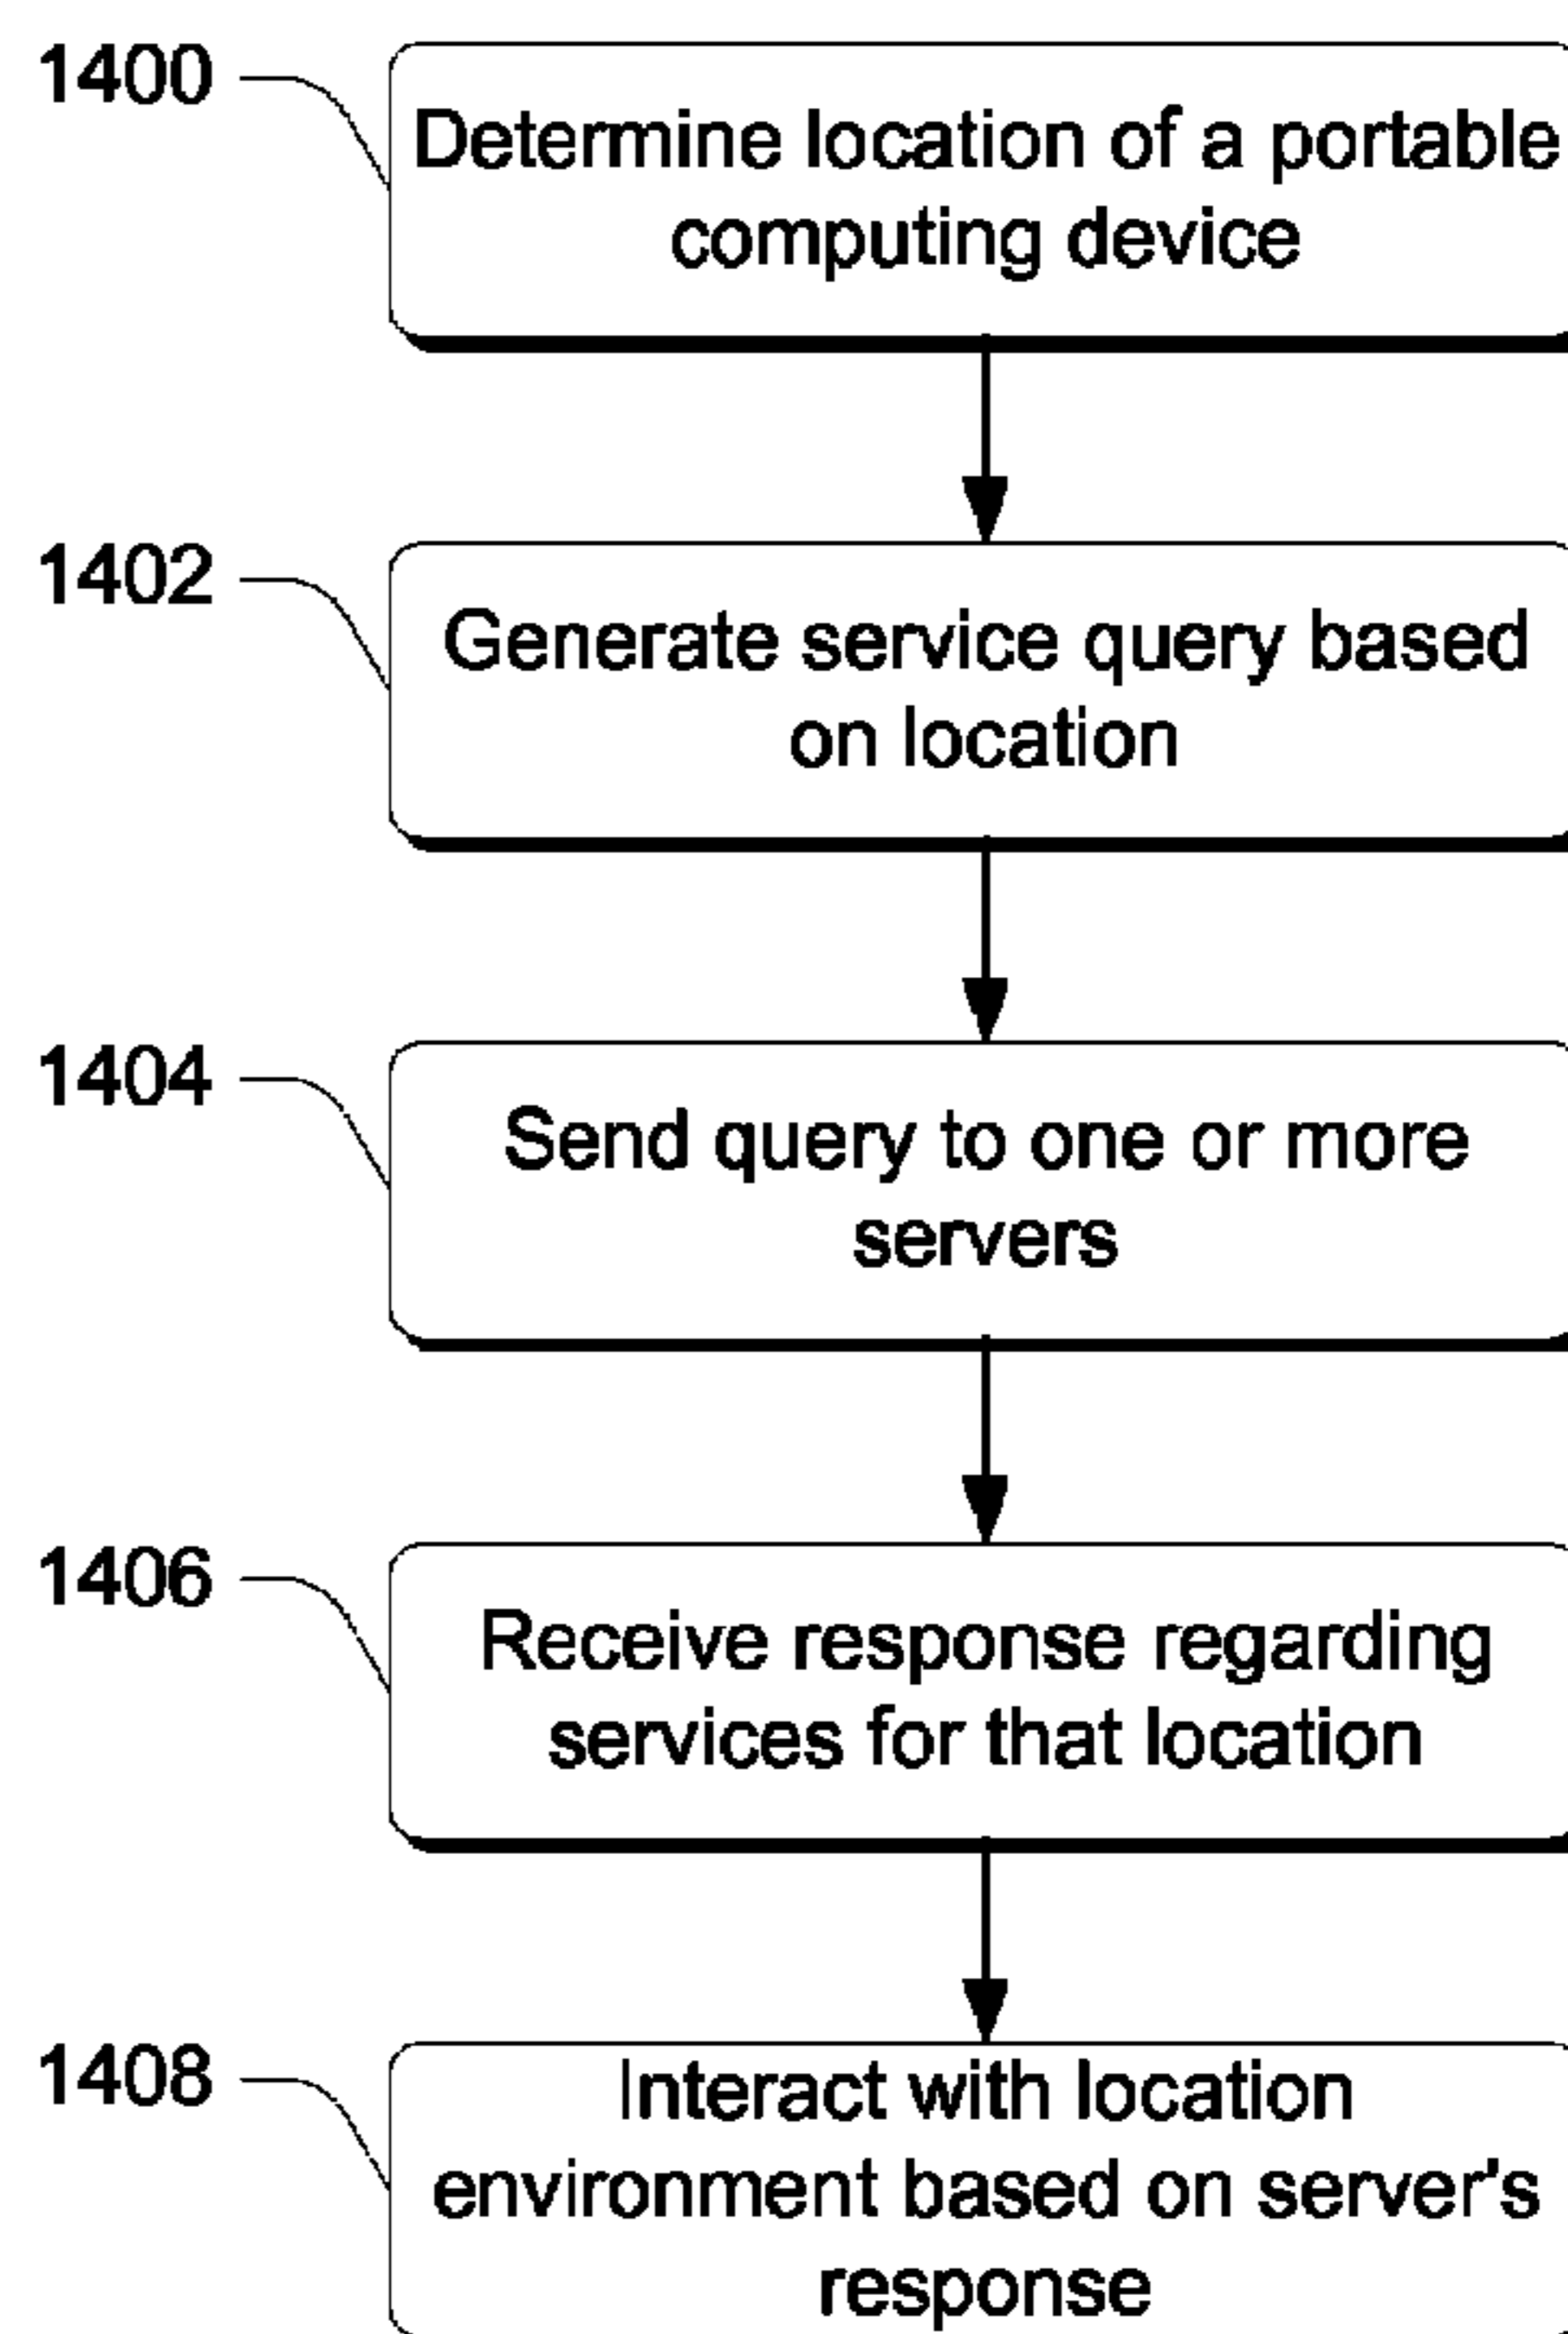 1400
Determine location of a portable
computing device
1402
Generate service query based
on location
1404
Send query to one or more
servers
1406
Receive response regarding
services for that location
1408
Interact with location
environment based on server's
response